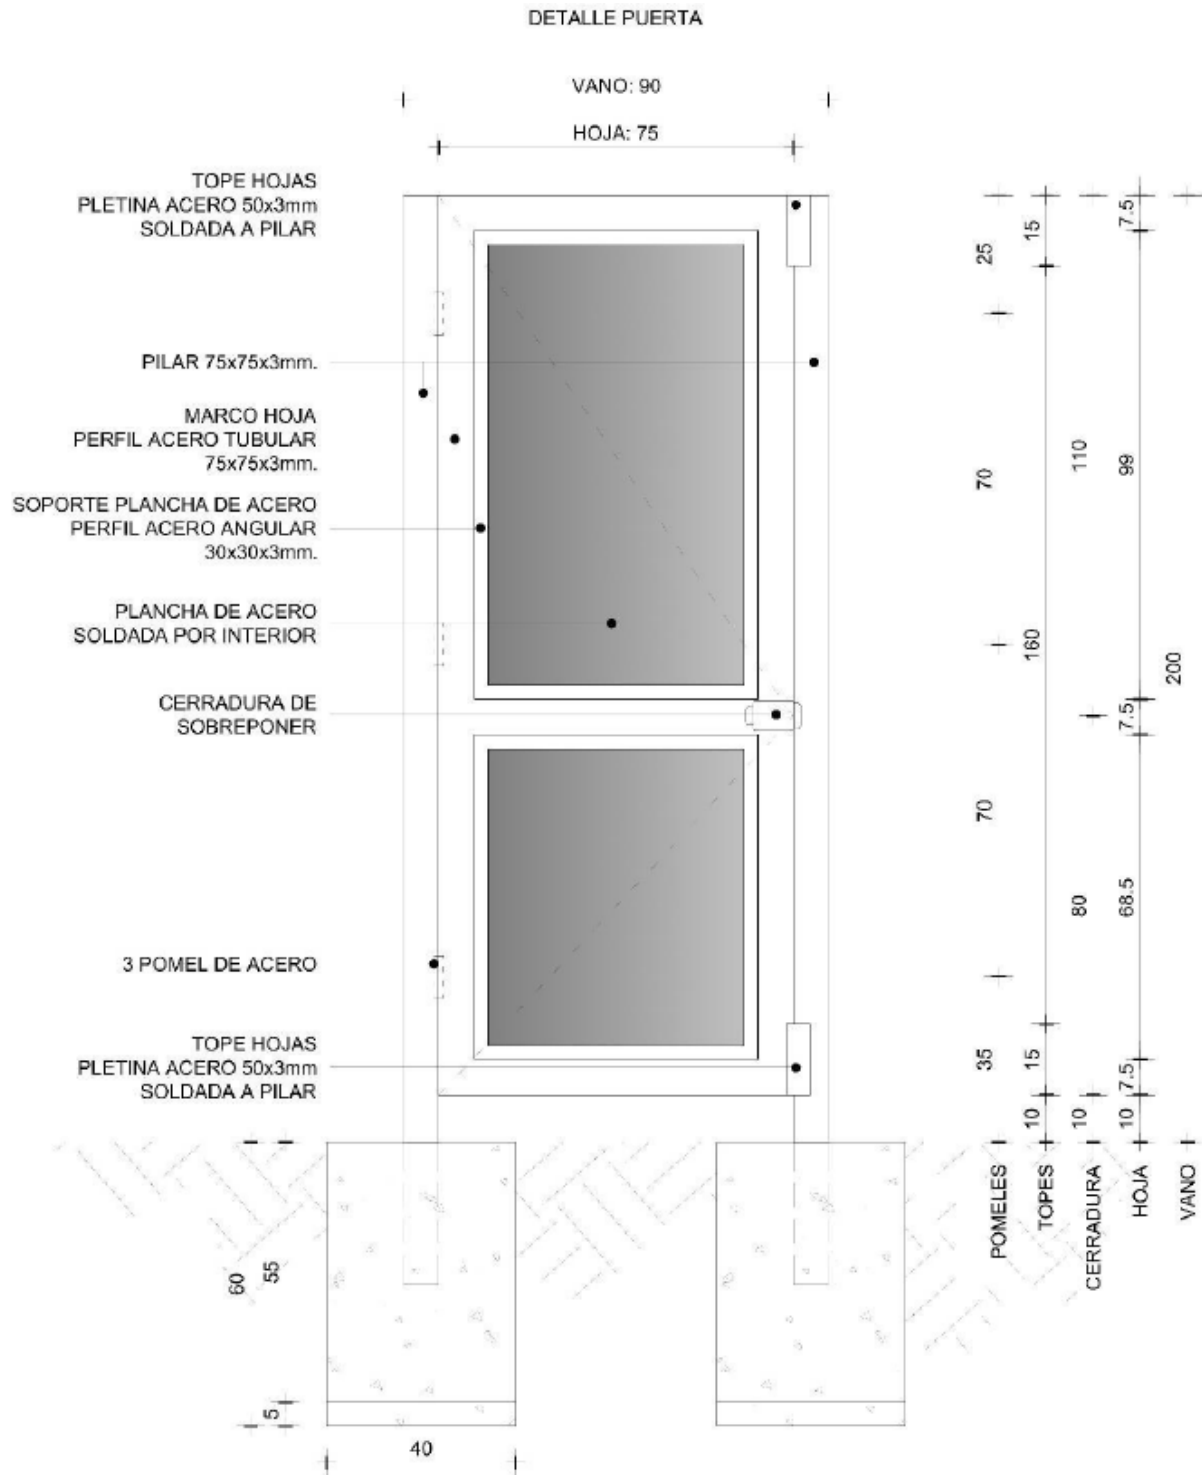 DETALLE PUERTA
VANO: 90
HOJA: 75
TOPE HOJAS
PLETINA ACERO 50x3mm
SOLDADA A PILAR
PILAR 75x75x3mm.
MARCO HOJA
PERFIL ACERO TUBULAR
75x75x3mm.
SOPORTE PLANCHA DE ACERO
PERFIL ACERO ANGULAR
30x30x3mm.
PLANCHA DE ACERO
SOLDADA POR INTERIOR
CERRADURA DE
SOBREPONER
3 POMEL DE ACERO
TOPE HOJAS
PLETINA ACERO 50x3mm
SOLDADA A PILAR
25
70
70
35
POMELES
15
160
15
10
TOPES
110
80
10
CERRADURA
7.5
99
7.5
68.5
7.5
10
HOJA
200
VANO
60
55
5
40